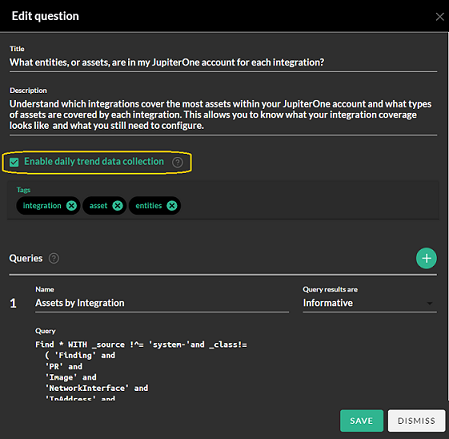 Edit question
Title
What entities, or assets, are in my JupiterOne account for each integration?
Description
Understand which integrations cover the most assets within your JupiterOne account and what types
of assets are covered by each integration. This allows you to know what your integration coverage
looks like and what you still need to configure.
Enable daily trend data collection ?
Tags
integration asset entities
Queries ?
Name Query results are
1 Assets by Integration Informative
Query
Find * WITH _source !^= 'system-'and _class!=
( 'Finding' and
'PR' and
'Image' and
'NetworkInterface' and
'IpAddress' and
SAVE DISMISS